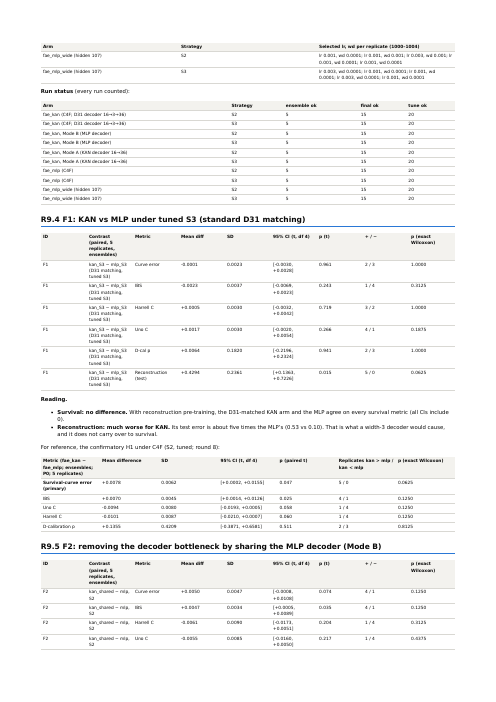 Arm Strategy Selected lr, wd per replicate (1000–1004)
fae_mlp_wide (hidden 107) S2 lr 0.001, wd 0.0001; lr 0.001, wd 0.001; lr 0.003, wd 0.001; lr
0.001, wd 0.0001; lr 0.001, wd 0.0001
fae_mlp_wide (hidden 107) S3 lr 0.003, wd 0.0001; lr 0.001, wd 0.0001; lr 0.001, wd
0.0001; lr 0.003, wd 0.0001; lr 0.001, wd 0.0001
Run status (every run counted):
Arm Strategy ensemble ok final ok tune ok
fae_kan (C4F, D31 decoder 16→3→36) S2 5 15 20
fae_kan (C4F, D31 decoder 16→3→36) S3 5 15 20
fae_kan, Mode B (MLP decoder) S2 5 15 20
fae_kan, Mode B (MLP decoder) S3 5 15 20
fae_kan, Mode A (KAN decoder 16→36) S2 5 15 20
fae_kan, Mode A (KAN decoder 16→36) S3 5 15 20
fae_mlp (C4F) S2 5 15 20
fae_mlp (C4F) S3 5 15 20
fae_mlp_wide (hidden 107) S2 5 15 20
fae_mlp_wide (hidden 107) S3 5 15 20
R9.4 F1: KAN vs MLP under tuned S3 (standard D31 matching)
ID Contrast Metric Mean diff SD 95% CI (t, df 4) p (t) + / − p (exact
(paired, 5 Wilcoxon)
replicates,
ensembles)
F1 kan_S3 − mlp_S3 Curve error -0.0001 0.0023 [-0.0030, 0.961 2 / 3 1.0000
(D31 matching, +0.0028]
tuned S3)
F1 kan_S3 − mlp_S3 IBS -0.0023 0.0037 [-0.0069, 0.243 1 / 4 0.3125
(D31 matching, +0.0023]
tuned S3)
F1 kan_S3 − mlp_S3 Harrell C +0.0005 0.0030 [-0.0032, 0.719 3 / 2 1.0000
(D31 matching, +0.0042]
tuned S3)
F1 kan_S3 − mlp_S3 Uno C +0.0017 0.0030 [-0.0020, 0.266 4 / 1 0.1875
(D31 matching, +0.0054]
tuned S3)
F1 kan_S3 − mlp_S3 D-cal p +0.0064 0.1820 [-0.2196, 0.941 2 / 3 1.0000
(D31 matching, +0.2324]
tuned S3)
F1 kan_S3 − mlp_S3 Reconstruction +0.4294 0.2361 [+0.1363, 0.015 5 / 0 0.0625
(D31 matching, (test) +0.7226]
tuned S3)
Reading.
• Survival: no difference. With reconstruction pre-training, the D31-matched KAN arm and the MLP agree on every survival metric (all CIs include
0).
• Reconstruction: much worse for KAN. Its test error is about five times the MLP's (0.53 vs 0.10). That is what a width-3 decoder would cause,
and it does not carry over to survival.
For reference, the confirmatory H1 under C4F (S2, tuned; round 8):
Metric (fae_kan − Mean difference SD 95% CI (t, df 4) p (paired t) Replicates kan > mlp / p (exact Wilcoxon)
fae_mlp; ensembles; kan < mlp
P0, 5 replicates)
Survival-curve error +0.0078 0.0062 [+0.0002, +0.0155] 0.047 5 / 0 0.0625
(primary)
IBS +0.0070 0.0045 [+0.0014, +0.0126] 0.025 4 / 1 0.1250
Uno C -0.0094 0.0080 [-0.0193, +0.0005] 0.058 1 / 4 0.1250
Harrell C -0.0101 0.0087 [-0.0210, +0.0007] 0.060 1 / 4 0.1250
D-calibration p +0.1355 0.4209 [-0.3871, +0.6581] 0.511 2 / 3 0.8125
R9.5 F2: removing the decoder bottleneck by sharing the MLP decoder (Mode B)
ID Contrast Metric Mean diff SD 95% CI (t, df 4) p (t) + / − p (exact
(paired, 5 Wilcoxon)
replicates,
ensembles)
F2 kan_shared − mlp, Curve error +0.0050 0.0047 [-0.0008, 0.074 4 / 1 0.1250
S2 +0.0108]
F2 kan_shared − mlp, IBS +0.0047 0.0034 [+0.0005, 0.035 4 / 1 0.1250
S2 +0.0089]
F2 kan_shared − mlp, Harrell C -0.0061 0.0090 [-0.0173, 0.204 1 / 4 0.3125
S2 +0.0051]
F2 kan_shared − mlp, Uno C -0.0055 0.0085 [-0.0160, 0.217 1 / 4 0.4375
S2 +0.0050]